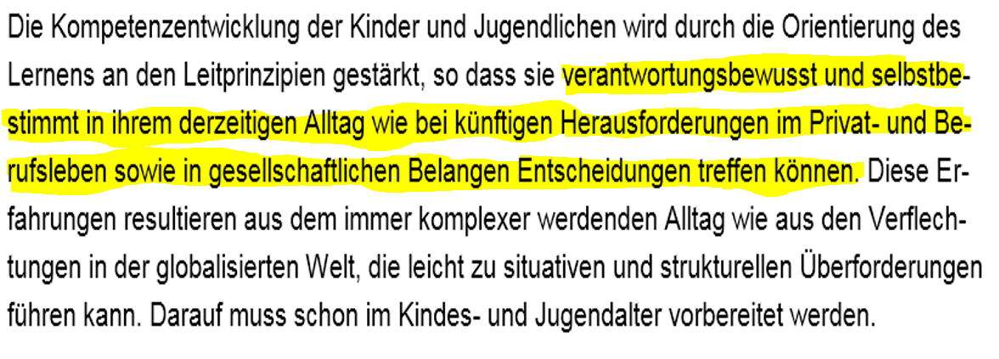 Die Kompetenzentwicklung der Kinder und Jugendlichen wird durch die Orientierung des
Lernens an den Leitprinzipien gestärkt, so dass sie verantwortungsbewusst und selbstbe-
stimmt in ihrem derzeitigen Alltag wie bei künftigen Herausforderungen im Privat- und Be-
rufsleben sowie in gesellschaftlichen Belangen Entscheidungen treffen können. Diese Er-
fahrungen resultieren aus dem immer komplexer werdenden Alltag wie aus den Verflech-
tungen in der globalisierten Welt, die leicht zu situativen und strukturellen Überforderungen
führen kann. Darauf muss schon im Kindes- und Jugendalter vorbereitet werden.